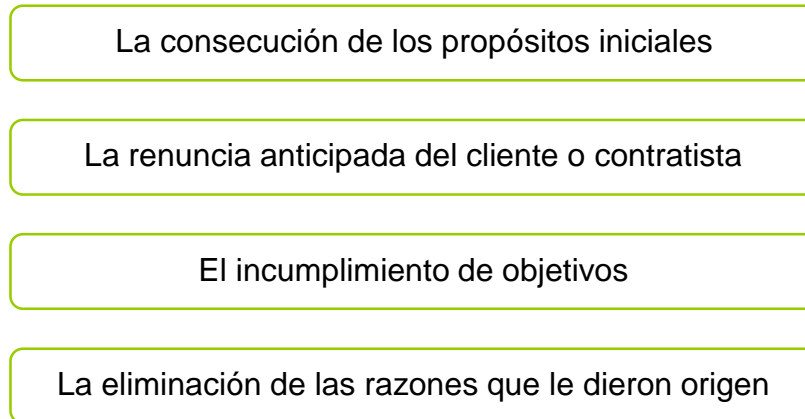 La consecución de los propósitos iniciales
La renuncia anticipada del cliente o contratista
El incumplimiento de objetivos
La eliminación de las razones que le dieron origen